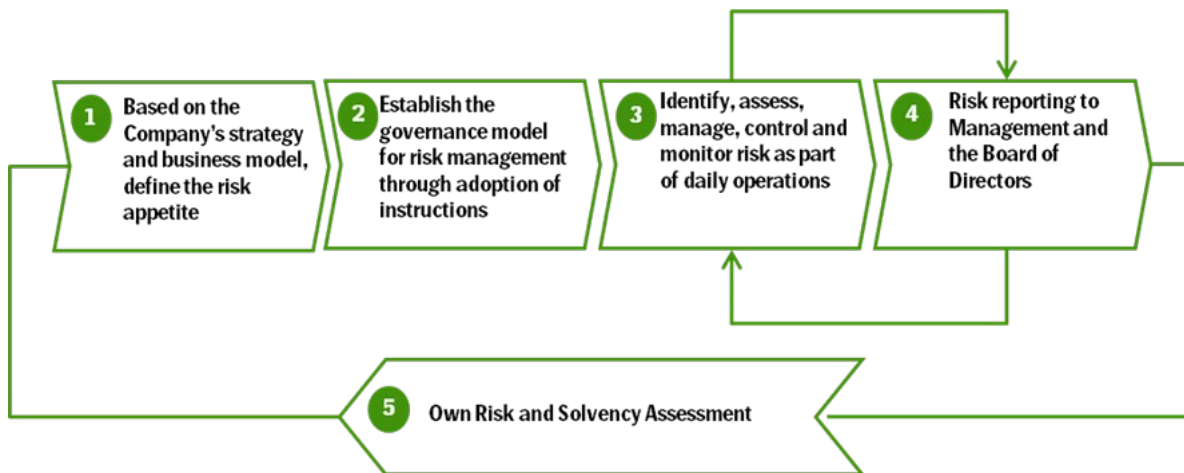 1
Based on the
Company's strategy
and business model,
define the risk
appetite
2
Establish the
governance model
for risk management
through adoption of
instructions
3
Identify, assess,
manage, control and
monitor risk as part
of daily operations
4
Risk reporting to
Management and
the Board of
Directors
5
Own Risk and Solvency Assessment